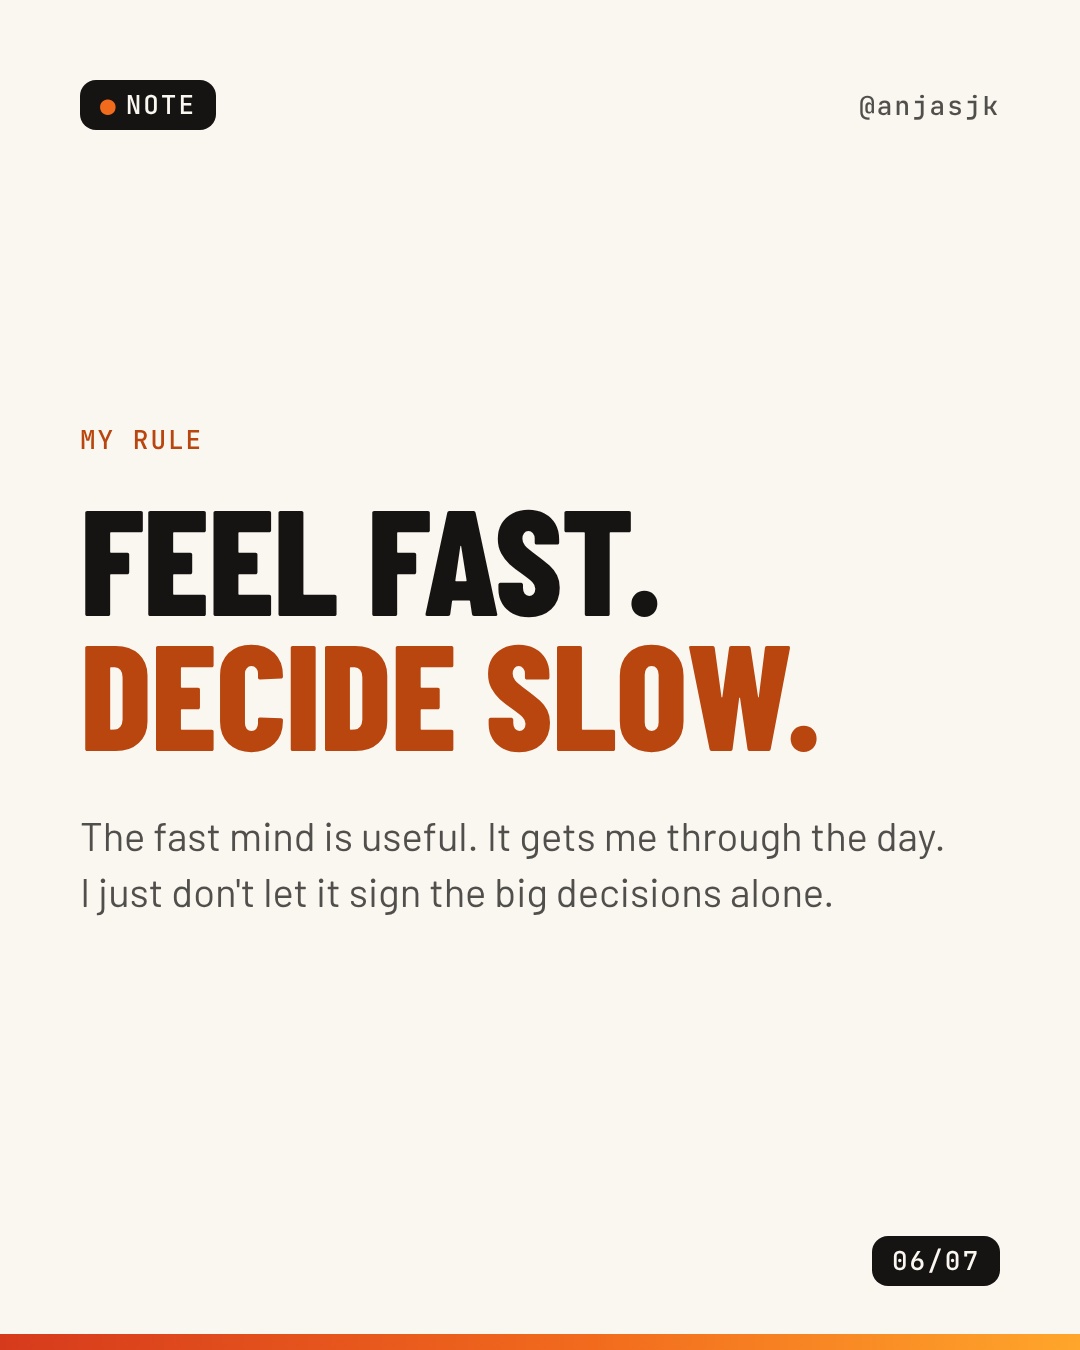 NOTE
@anjasjk
MY RULE
FEEL FAST.
DECIDE SLOW.
The fast mind is useful. It gets me through the day.
I just don't let it sign the big decisions alone.
06/07